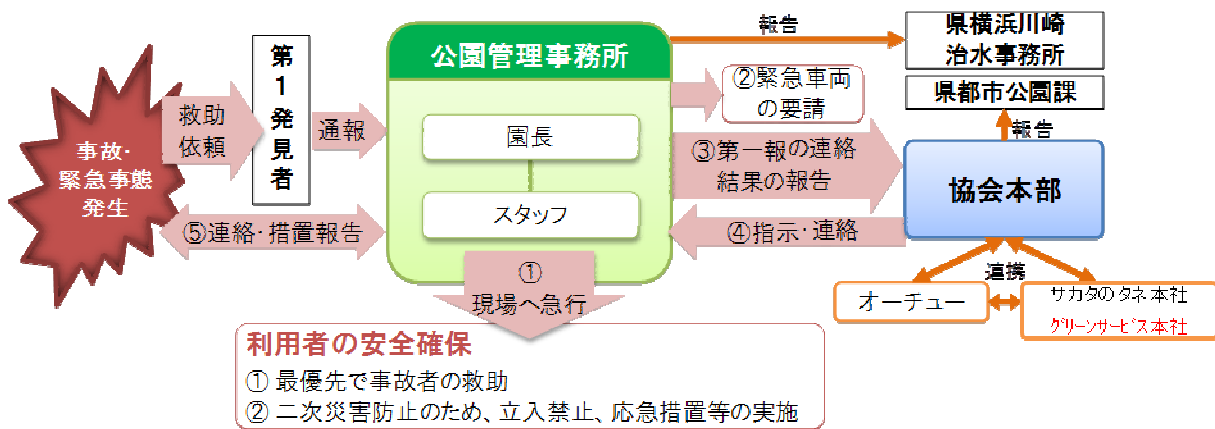 事故・
緊急事態
発生
救助
依頼
第1発見者
通報
公園管理事務所
園長
スタッフ
報告
県横浜川崎
治水事務所
②緊急車両
の要請
県都市公園課
報告
③第一報の連絡
結果の報告
協会本部
④指示・連絡
⑤連絡・措置報告
①
現場へ急行
連携
オーチュー
サカタのタネ本社
グリーンサービス本社
利用者の安全確保
① 最優先で事故者の救助
② 二次災害防止のため、立入禁止、応急措置等の実施